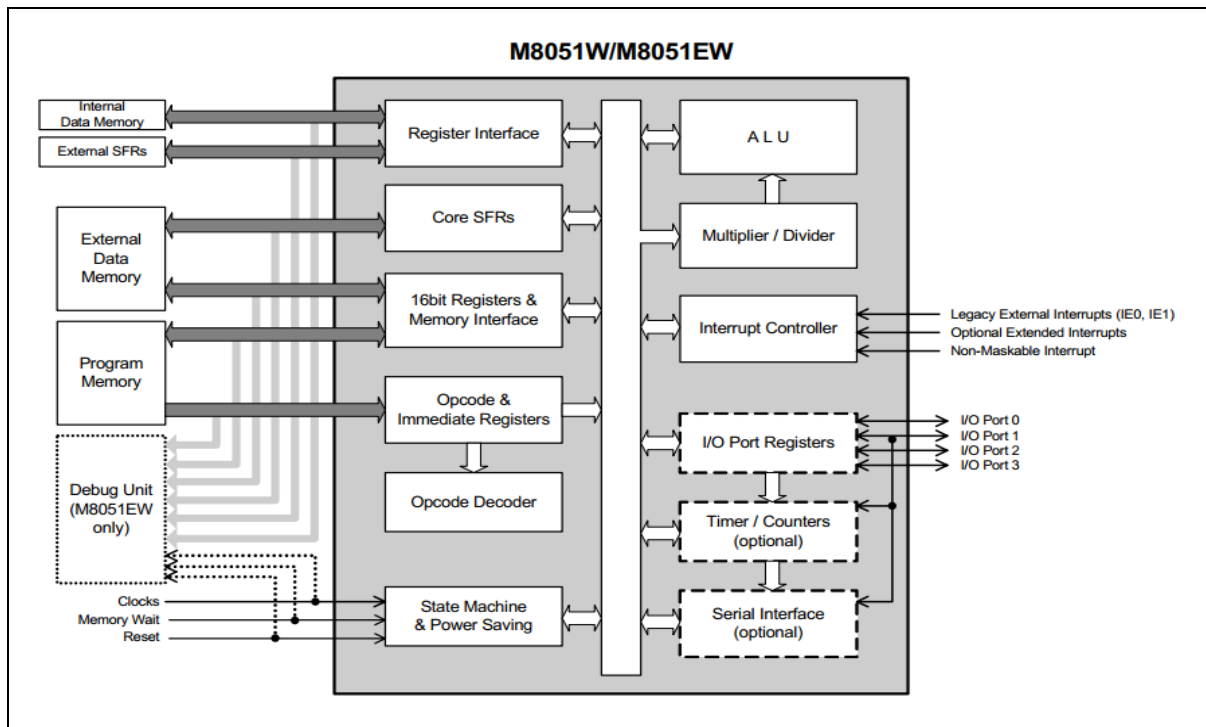 M8051W/M8051EW
Internal
Data Memory
External SFRs
External
Data
Memory
Program
Memory
Debug Unit
(M8051EW
only)
Clocks
Memory Wait
Reset
Register Interface
Core SFRs
16bit Registers &
Memory Interface
Opcode &
Immediate Registers
Opcode Decoder
State Machine
& Power Saving
A L U
Multiplier / Divider
Interrupt Controller
I/O Port Registers
Timer / Counters
(optional)
Serial Interface
(optional)
Legacy External Interrupts (IE0, IE1)
Optional Extended Interrupts
Non-Maskable Interrupt
I/O Port 0
I/O Port 1
I/O Port 2
I/O Port 3